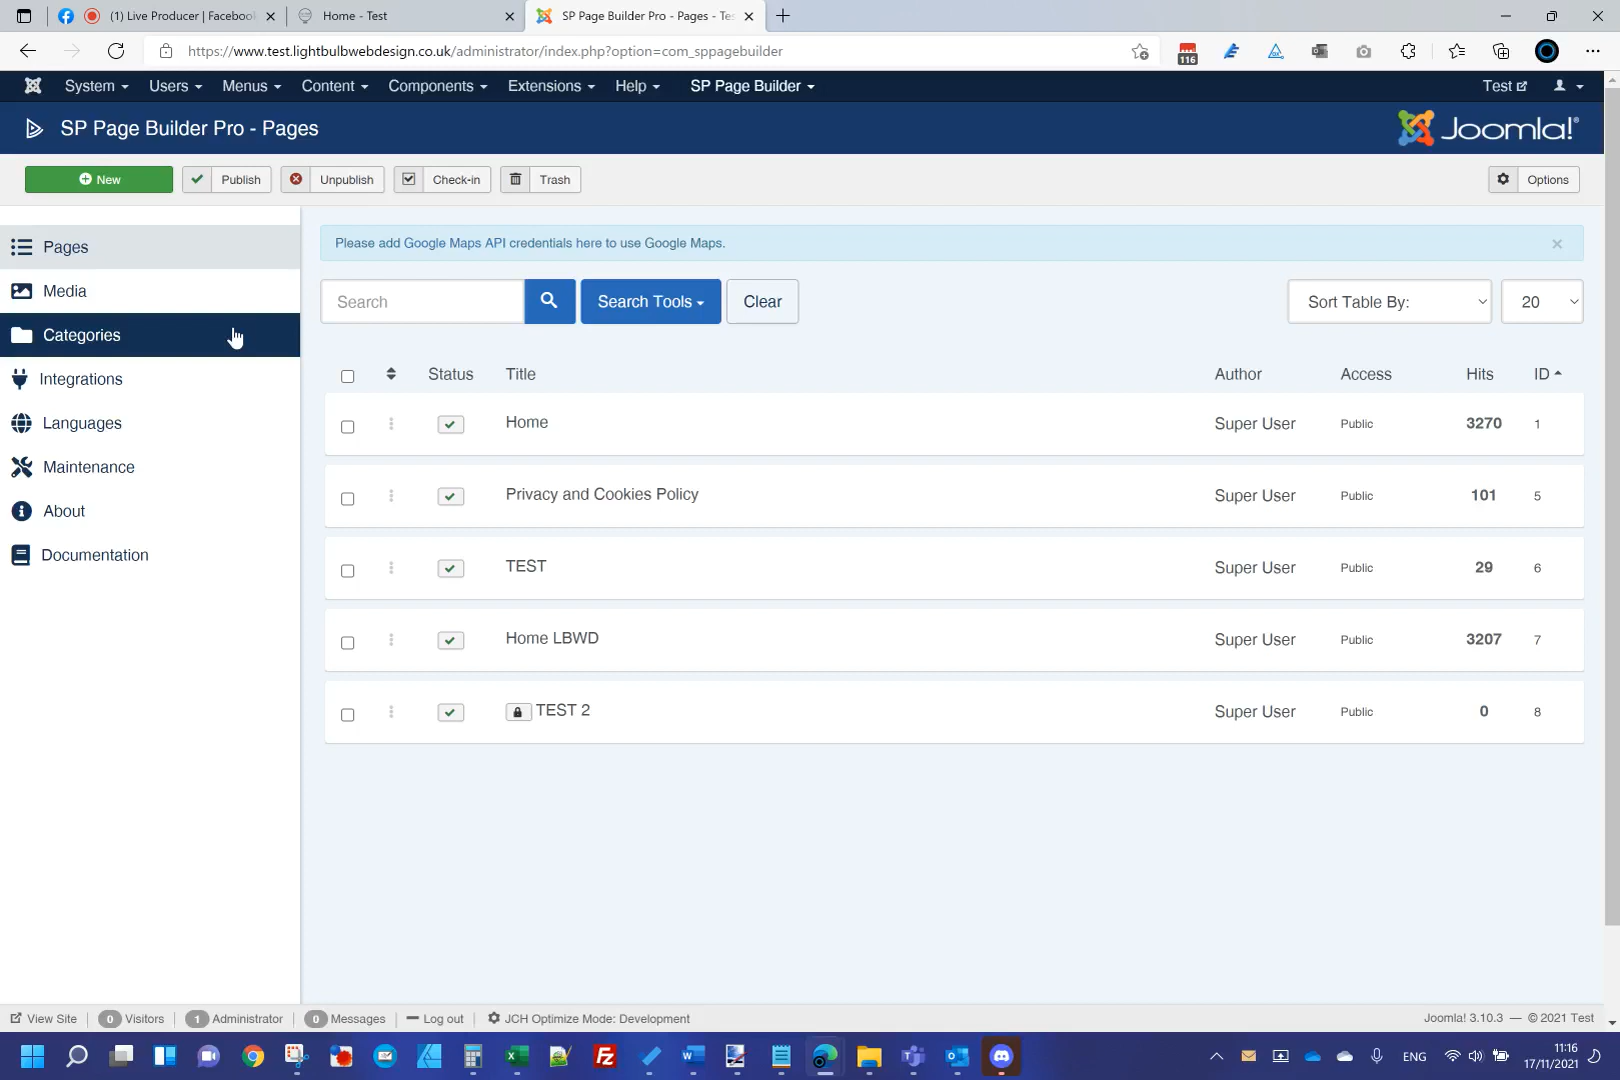 (1) Live Producer | Facebook
Home - Test
SP Page Builder Pro - Pages - Tes
https://www.test.lightbulbwebdesign.co.uk/administrator/index.php?option=com_sppagebuilder
116
System Users Menus Content Components Extensions Help SP Page Builder Test
SP Page Builder Pro - Pages
Joomla!®
New Publish Unpublish Check-in Trash Options
Pages
Media
Categories
Integrations
Languages
Maintenance
About
Documentation
Please add Google Maps API credentials here to use Google Maps.
Search Search Tools Clear Sort Table By: 20
Status Title Author Access Hits ID
Home Super User Public 3270 1
Privacy and Cookies Policy Super User Public 101 5
TEST Super User Public 29 6
Home LBWD Super User Public 3207 7
TEST 2 Super User Public 0 8
View Site 0 Visitors 1 Administrator 0 Messages Log out JCH Optimize Mode: Development Joomla! 3.10.3 — © 2021 Test
ENG
11:16
17/11/2021